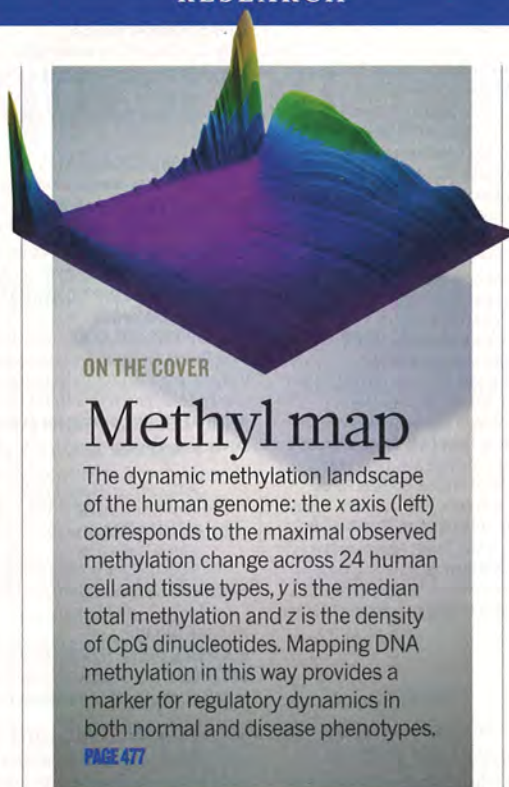 RESEARCH
ON THE COVER
Methyl map
The dynamic methylation landscape
of the human genome: the x axis (left)
corresponds to the maximal observed
methylation change across 24 human
cell and tissue types, y is the median
total methylation and z is the density
of CpG dinucleotides. Mapping DNA
methylation in this way provides a
marker for regulatory dynamics in
both normal and disease phenotypes.
PAGE 477